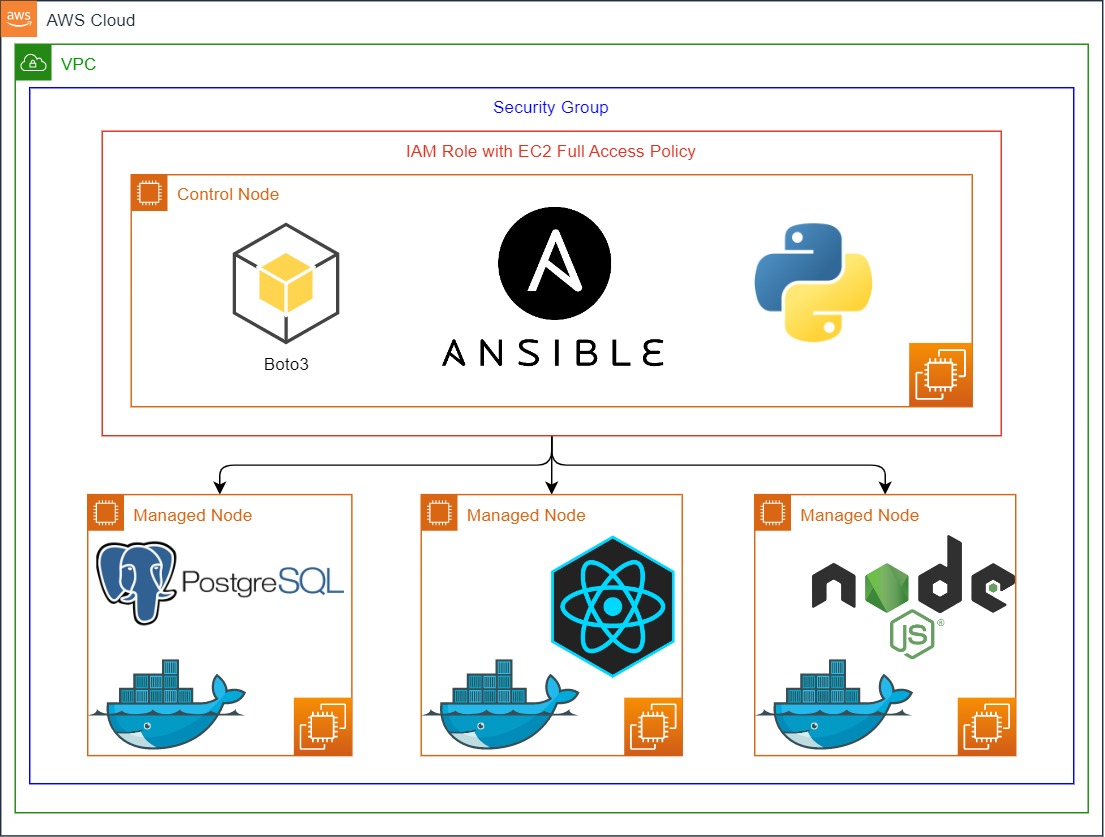 aws
AWS Cloud
VPC
Security Group
IAM Role with EC2 Full Access Policy
Control Node
Boto3
ANSIBLE
Managed Node
PostgreSQL
Managed Node
Managed Node
node
JS®